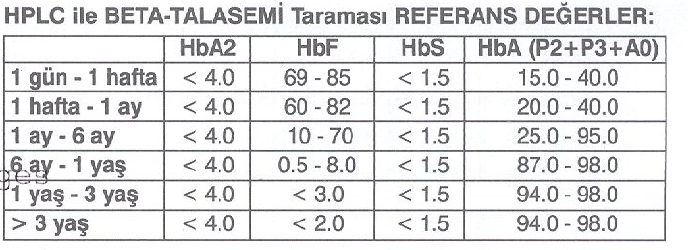 HPLC ile BETA-TALASEMİ Taraması REFERANS DEĞERLER:
HbA2 HbF HbS HbA (P2+P3+A0)
1 gün - 1 hafta < 4.0 69 - 85 < 1.5 15.0 - 40.0
1 hafta - 1 ay < 4.0 60 - 82 < 1.5 20.0 - 40.0
1 ay - 6 ay < 4.0 10 - 70 < 1.5 25.0 - 95.0
6 ay - 1 yaş < 4.0 0.5 - 8.0 < 1.5 87.0 - 98.0
1 yaş - 3 yaş < 4.0 < 3.0 < 1.5 94.0 - 98.0
> 3 yaş < 4.0 < 2.0 < 1.5 94.0 - 98.0